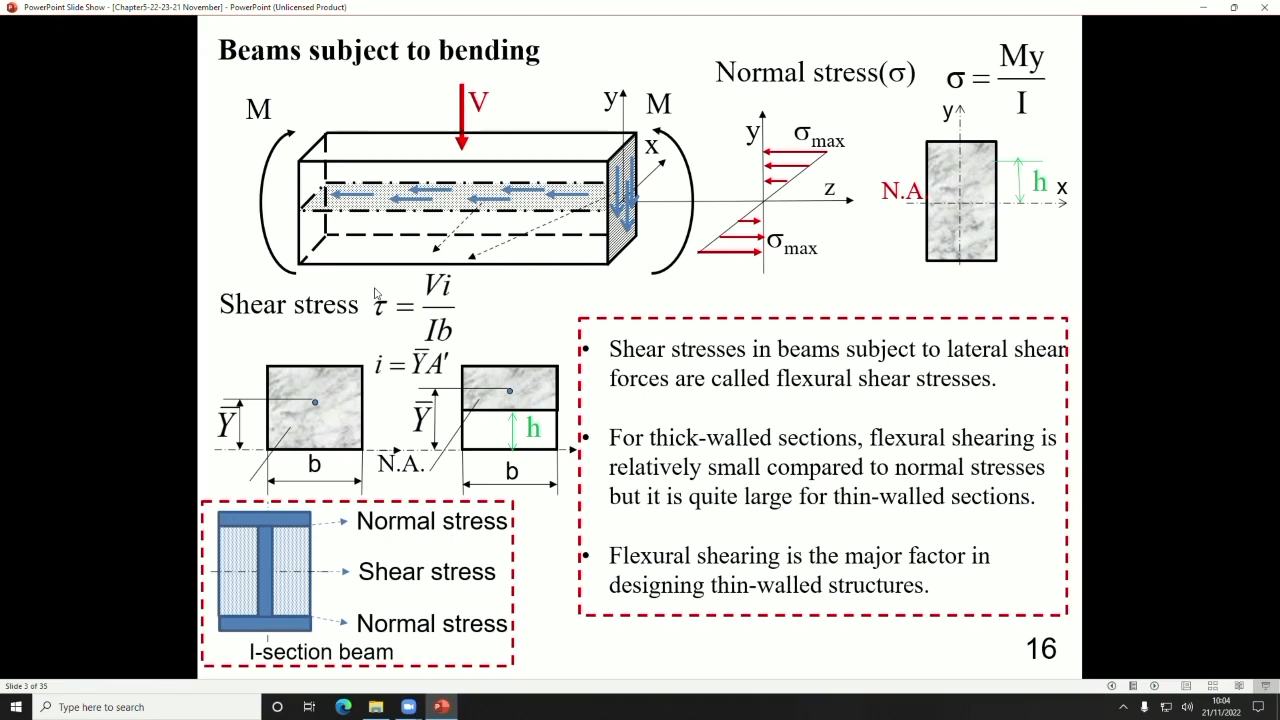 PowerPoint Slide Show - [Chapter5-22-23-21 November] - PowerPoint (Unlicensed Product)
Beams subject to bending
Normal stress(σ)
σ = My / I
M
V
y
M
x
y
σmax
z
σmax
y
N.A.
h
x
Shear stress τ = Vi / Ib
i = Y̅A′
Y̅
b
N.A.
Y̅
h
b
• Shear stresses in beams subject to lateral shear
forces are called flexural shear stresses.
• For thick-walled sections, flexural shearing is
relatively small compared to normal stresses
but it is quite large for thin-walled sections.
• Flexural shearing is the major factor in
designing thin-walled structures.
Normal stress
Shear stress
Normal stress
I-section beam
16
Slide 3 of 35
Type here to search
10:04
21/11/2022